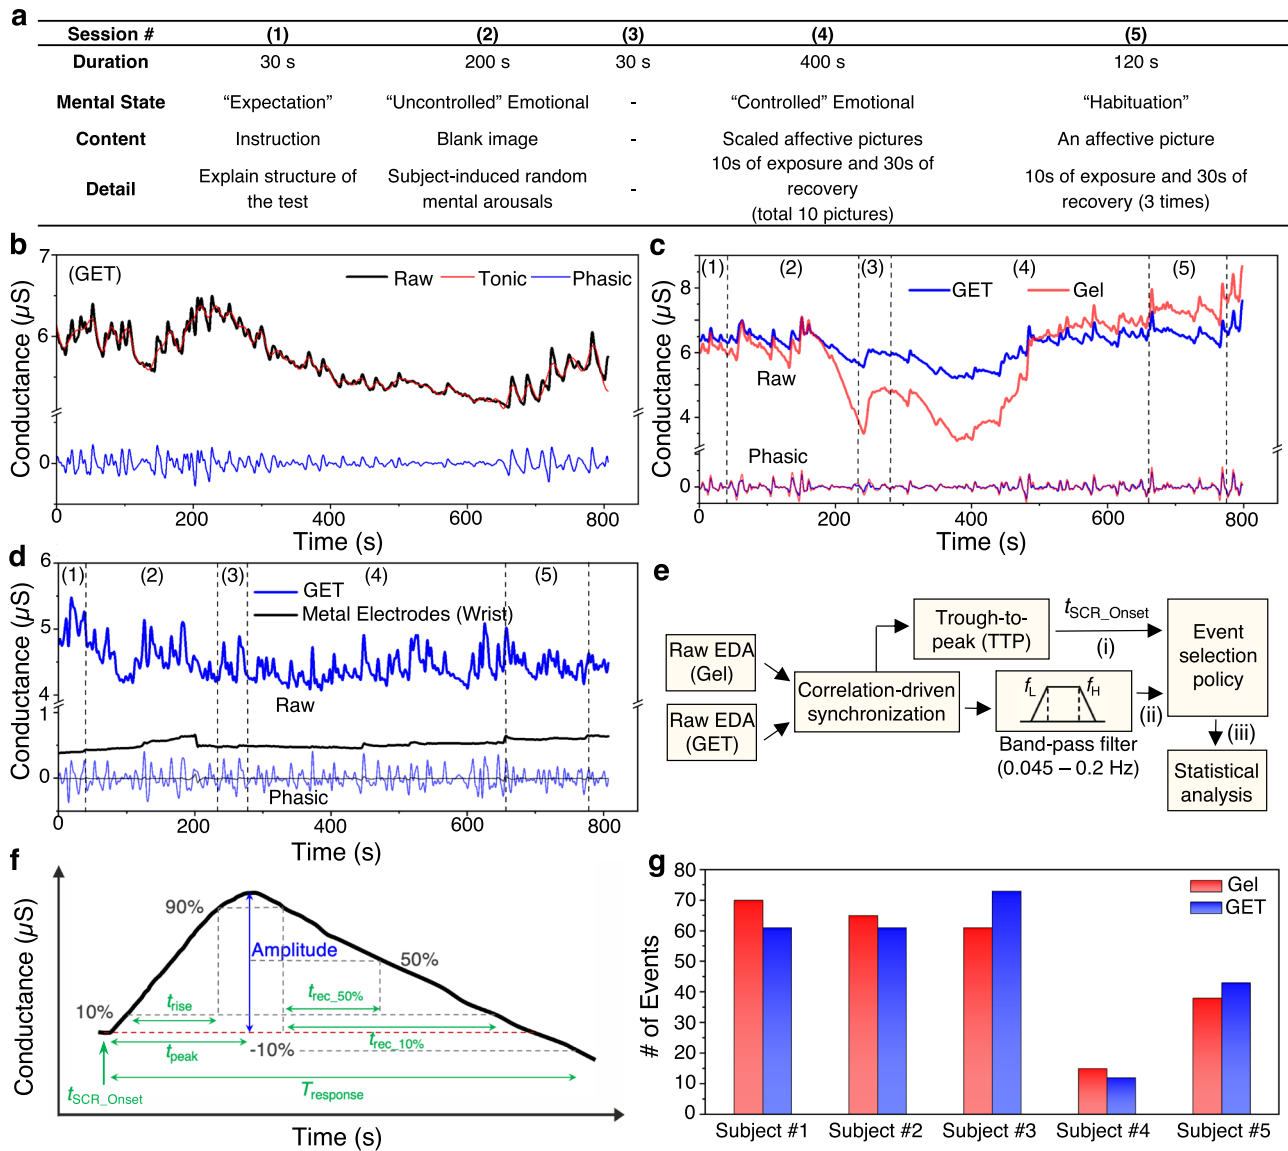 a
Session # (1) (2) (3) (4) (5)
Duration 30 s 200 s 30 s 400 s 120 s
Mental State “Expectation” “Uncontrolled” Emotional - “Controlled” Emotional “Habituation”
Content Instruction Blank image - Scaled affective pictures An affective picture
Detail Explain structure of the test Subject-induced random mental arousals - 10s of exposure and 30s of recovery (total 10 pictures) 10s of exposure and 30s of recovery (3 times)
b
(GET)
Raw Tonic Phasic
Conductance (µS)
7
6
0
0 200 400 600 800
Time (s)
c
(1) (2) (3) (4) (5)
GET Gel
Raw
Phasic
Conductance (µS)
8
6
4
0
0 200 400 600 800
Time (s)
d
(1) (2) (3) (4) (5)
GET
Metal Electrodes (Wrist)
Raw
Phasic
Conductance (µS)
6
5
4
1
0
0 200 400 600 800
Time (s)
e
Raw EDA
(Gel)
Raw EDA
(GET)
Correlation-driven
synchronization
Trough-to-
peak (TTP)
tSCR_Onset
(i)
fL fH
Band-pass filter
(0.045 – 0.2 Hz)
(ii)
Event
selection
policy
(iii)
Statistical
analysis
f
Conductance (µS)
90%
Amplitude
50%
10%
trise
trec_50%
tpeak
-10%
trec_10%
tSCR_Onset
Tresponse
Time (s)
g
# of Events
80
70
60
50
40
30
20
10
0
Gel
GET
Subject #1 Subject #2 Subject #3 Subject #4 Subject #5